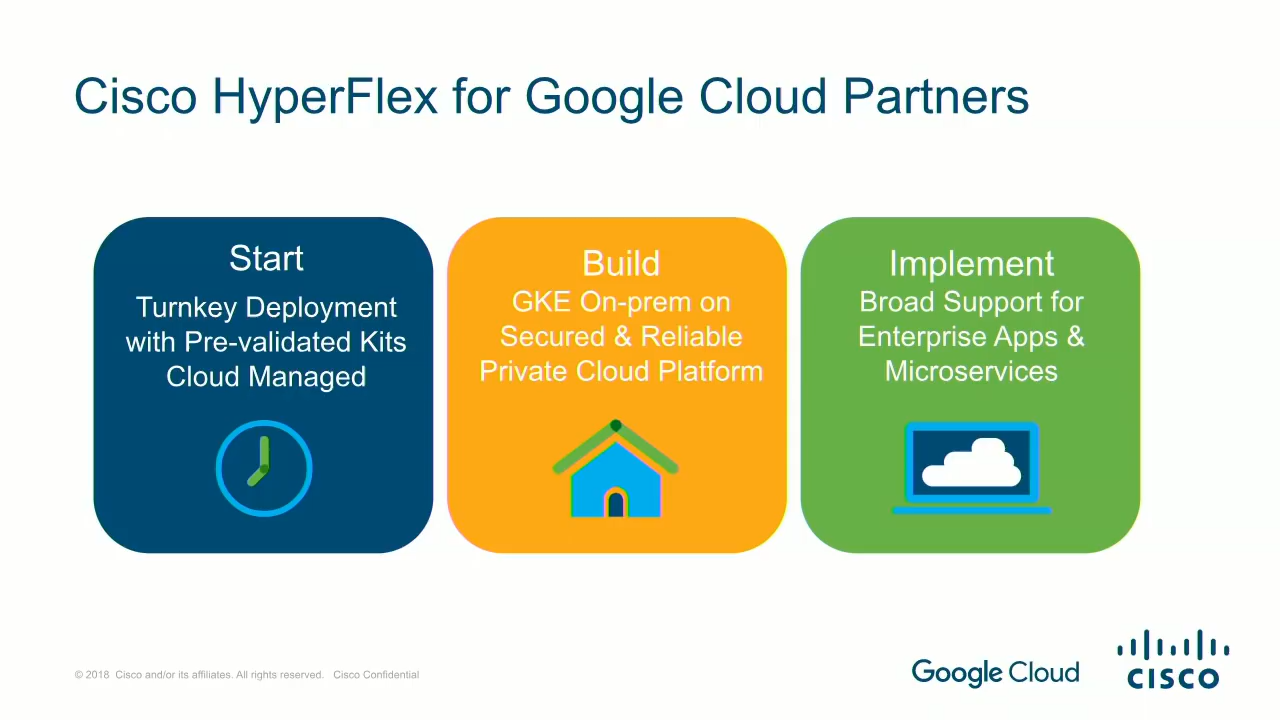 Cisco HyperFlex for Google Cloud Partners
Start
Turnkey Deployment
with Pre-validated Kits
Cloud Managed
Build
GKE On-prem on
Secured & Reliable
Private Cloud Platform
Implement
Broad Support for
Enterprise Apps &
Microservices
© 2018 Cisco and/or its affiliates. All rights reserved. Cisco Confidential
Google Cloud
CISCO